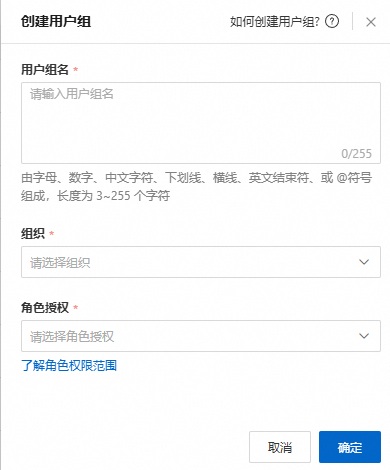 创建用户组 如何创建用户组?
用户组名 *
请输入用户组名
0/255
由字母、数字、中文字符、下划线、横线、英文结束符、或 @符号
组成，长度为 3~255 个字符
组织 *
请选择组织
角色授权 *
请选择角色授权
了解角色权限范围
取消 确定